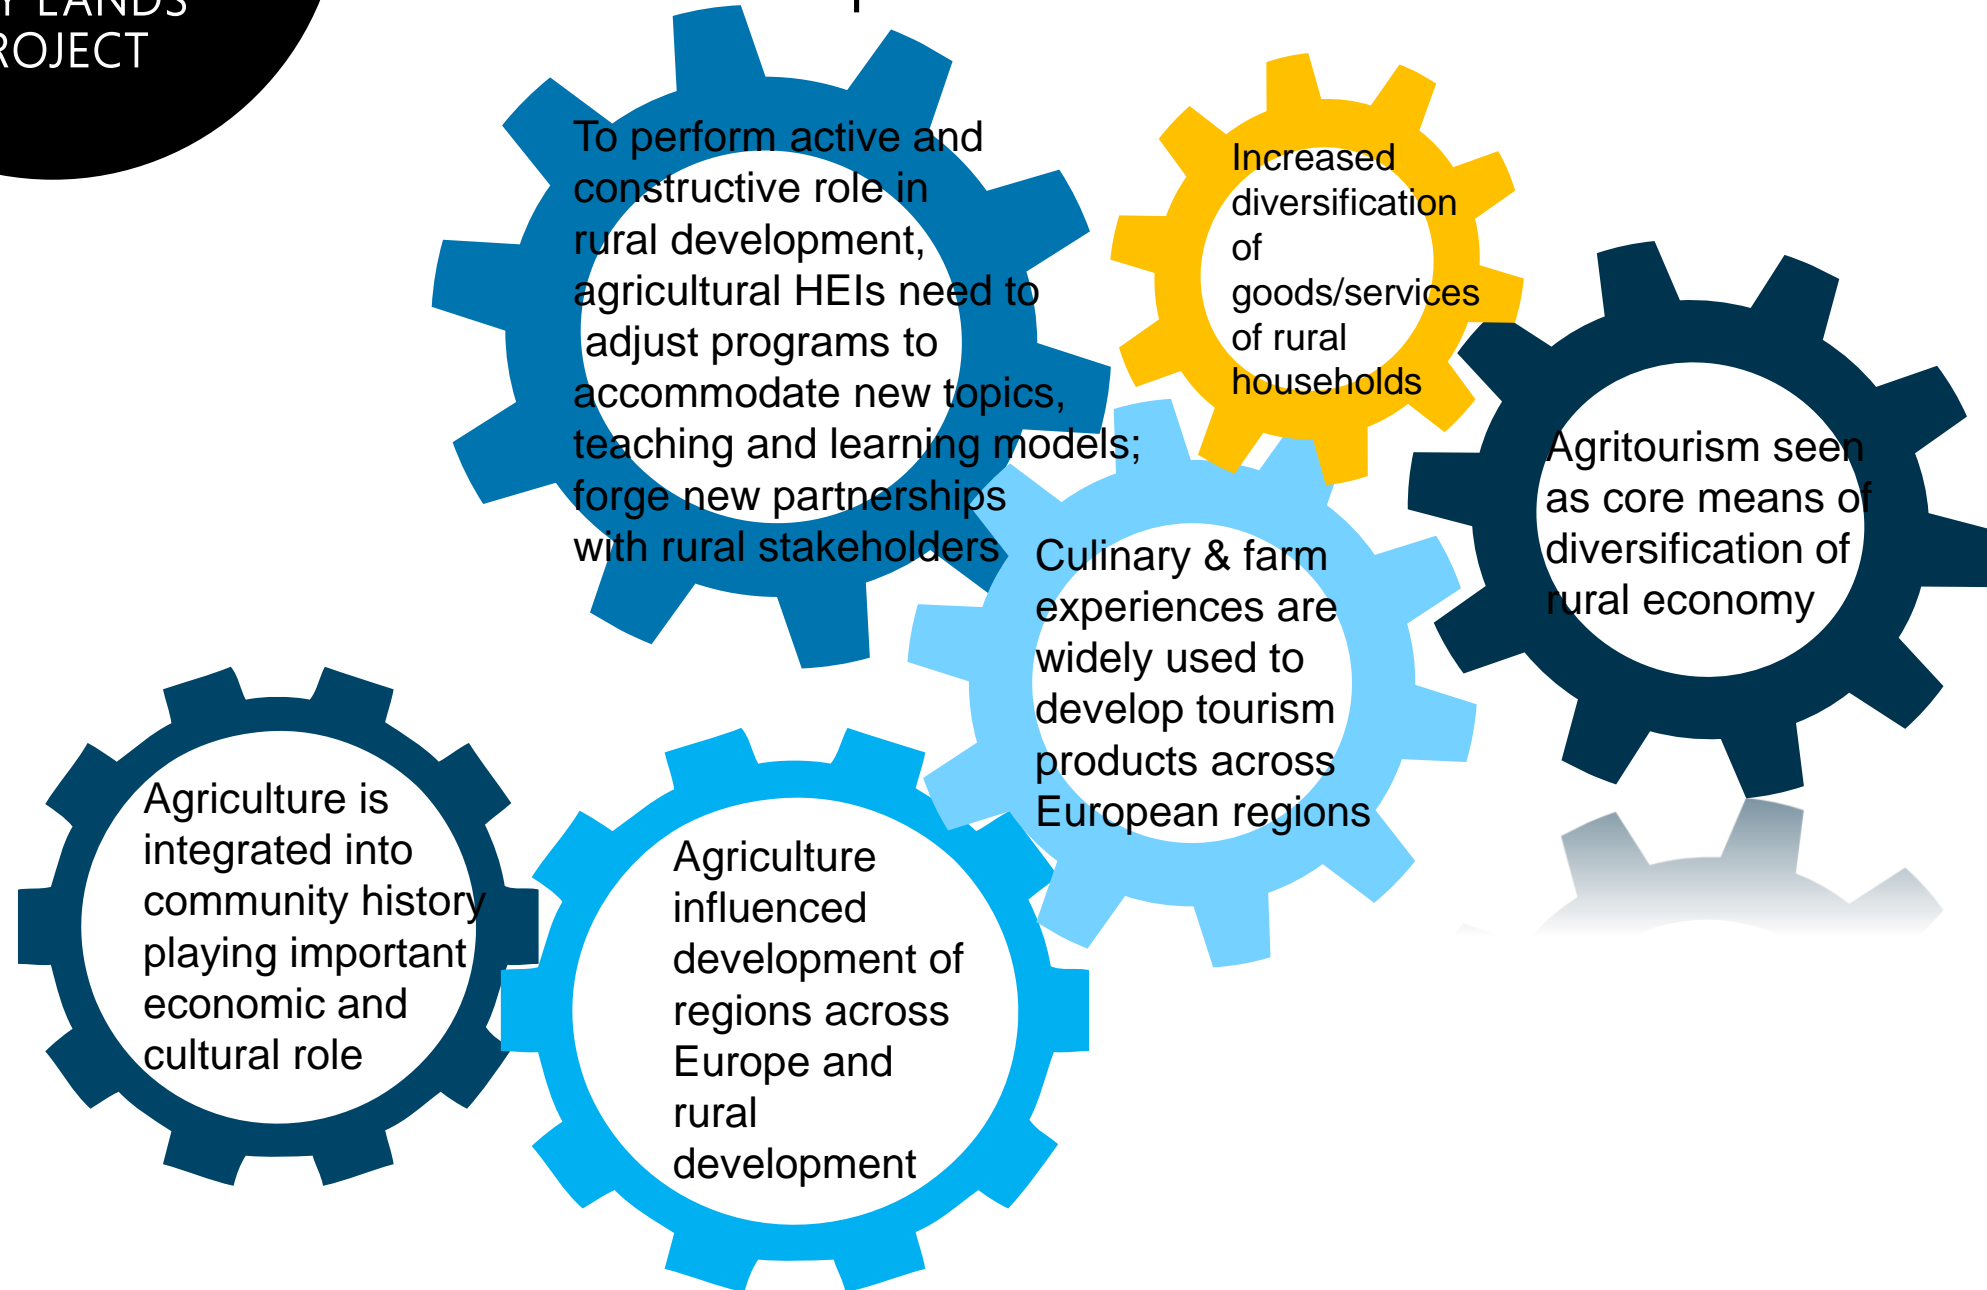 LANDS
ROJECT
To perform active and
constructive role in
rural development,
agricultural HEIs need to
adjust programs to
accommodate new topics,
teaching and learning models;
forge new partnerships
with rural stakeholders
Increased
diversification
of
goods/services
of rural
households
Agritourism seen
as core means of
diversification of
rural economy
Culinary & farm
experiences are
widely used to
develop tourism
products across
European regions
Agriculture is
integrated into
community history
playing important
economic and
cultural role
Agriculture
influenced
development of
regions across
Europe and
rural
development